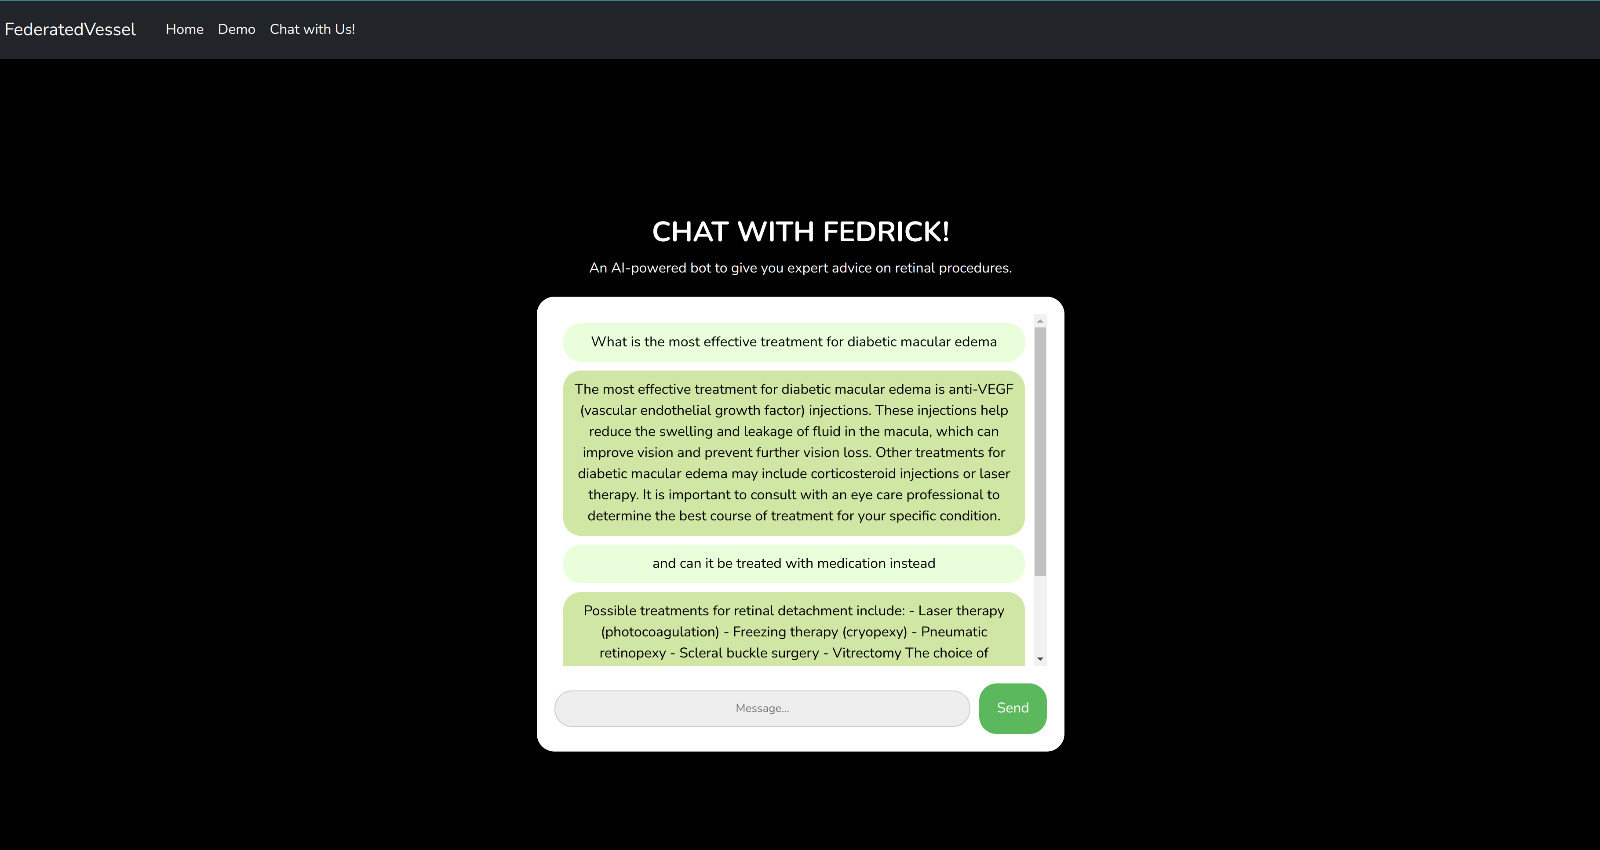 FederatedVessel
Home
Demo
Chat with Us!
CHAT WITH FEDRICK!
An AI-powered bot to give you expert advice on retinal procedures.
What is the most effective treatment for diabetic macular edema
The most effective treatment for diabetic macular edema is anti-VEGF
(vascular endothelial growth factor) injections. These injections help
reduce the swelling and leakage of fluid in the macula, which can
improve vision and prevent further vision loss. Other treatments for
diabetic macular edema may include corticosteroid injections or laser
therapy. It is important to consult with an eye care professional to
determine the best course of treatment for your specific condition.
and can it be treated with medication instead
Possible treatments for retinal detachment include: - Laser therapy
(photocoagulation) - Freezing therapy (cryopexy) - Pneumatic
retinopexy - Scleral buckle surgery - Vitrectomy The choice of
Message...
Send